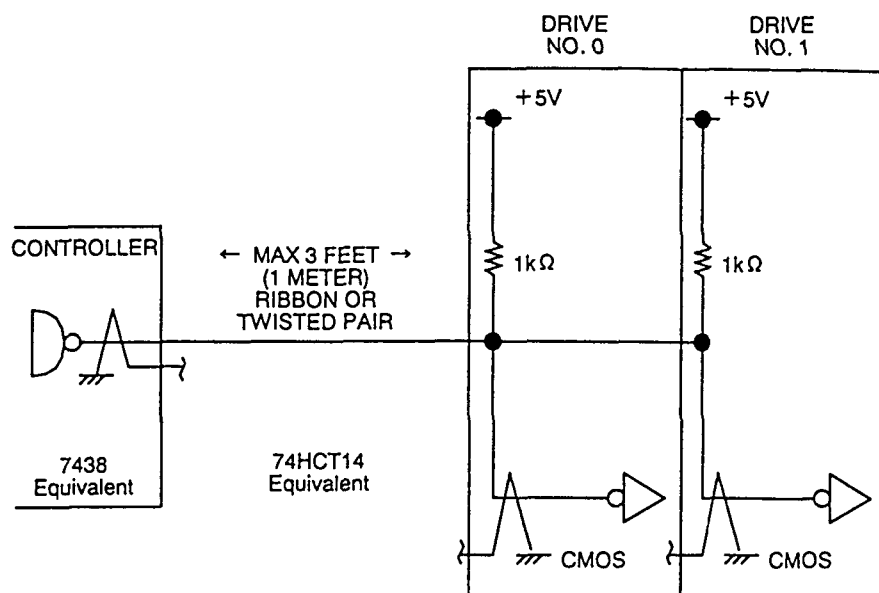 DRIVE
NO. 0
DRIVE
NO. 1
+5V
+5V
CONTROLLER
← MAX 3 FEET →
(1 METER)
RIBBON OR
TWISTED PAIR
1kΩ
1kΩ
7438
Equivalent
74HCT14
Equivalent
CMOS
CMOS